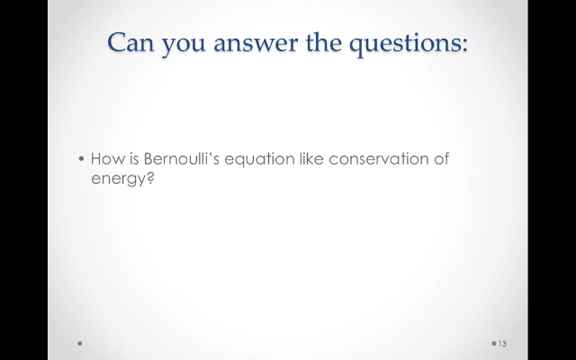 Can you answer the questions:
• How is Bernoulli's equation like conservation of
energy?
13